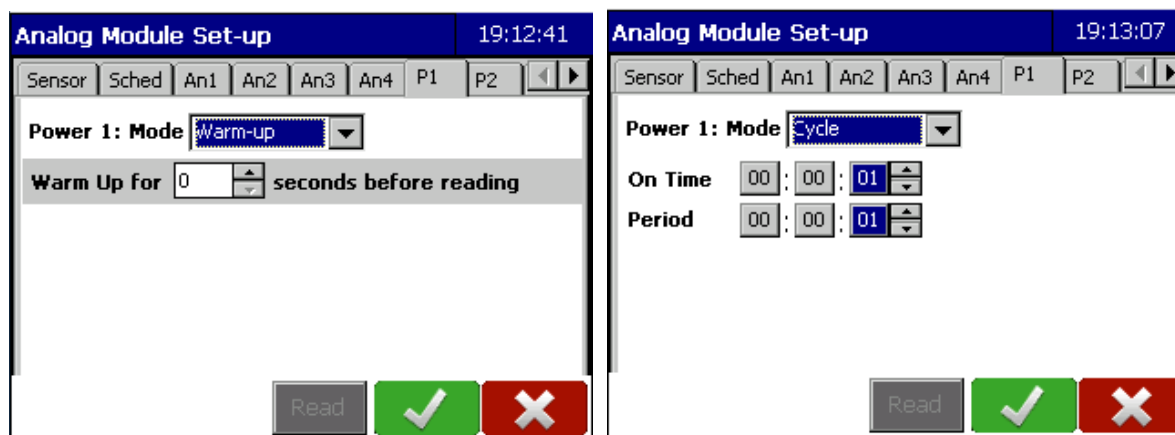 Analog Module Set-up 19:12:41
Sensor Sched An1 An2 An3 An4 P1 P2
Power 1: Mode Warm-up
Warm Up for 0 seconds before reading
Read
Analog Module Set-up 19:13:07
Sensor Sched An1 An2 An3 An4 P1 P2
Power 1: Mode Cycle
On Time 00 : 00 : 01
Period 00 : 00 : 01
Read